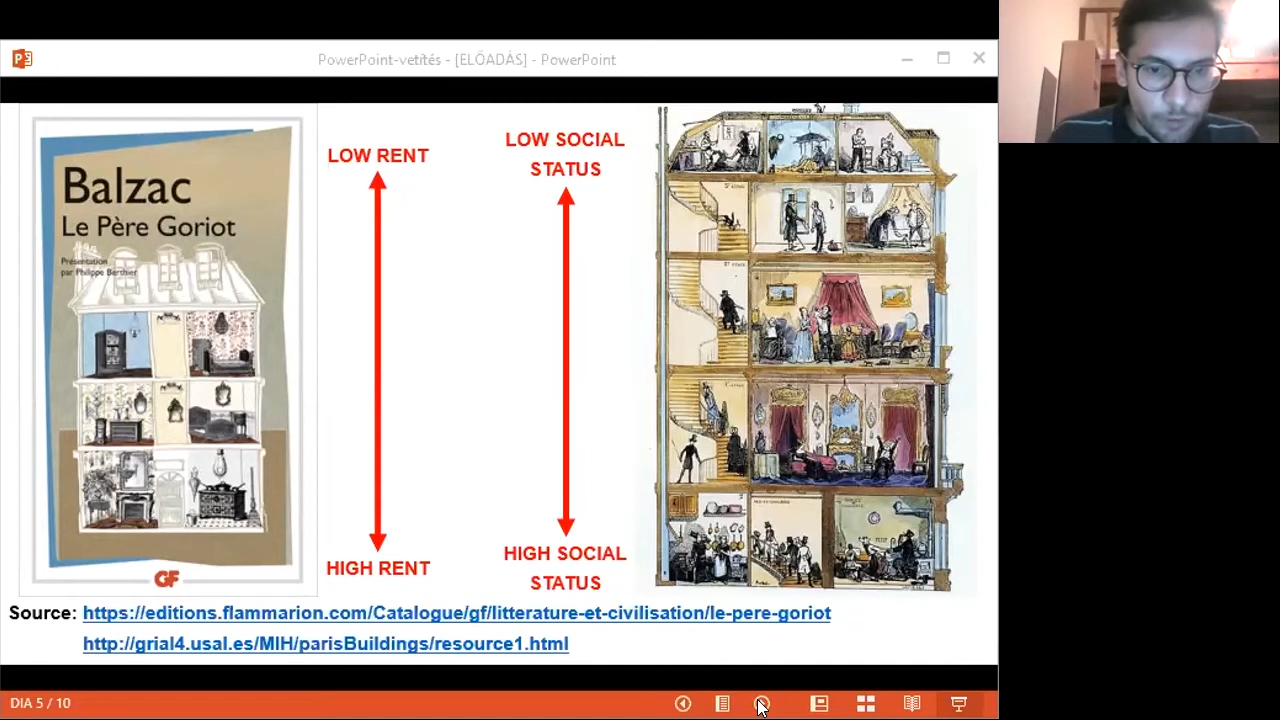 PowerPoint-vetítés - [ELŐADÁS] - PowerPoint
Balzac
Le Père Goriot
Présentation
par Philippe Berthier
GF
LOW RENT
HIGH RENT
LOW SOCIAL
STATUS
HIGH SOCIAL
STATUS
Source: https://editions.flammarion.com/Catalogue/gf/litterature-et-civilisation/le-pere-goriot
http://grial4.usal.es/MIH/parisBuildings/resource1.html
DIA 5 / 10